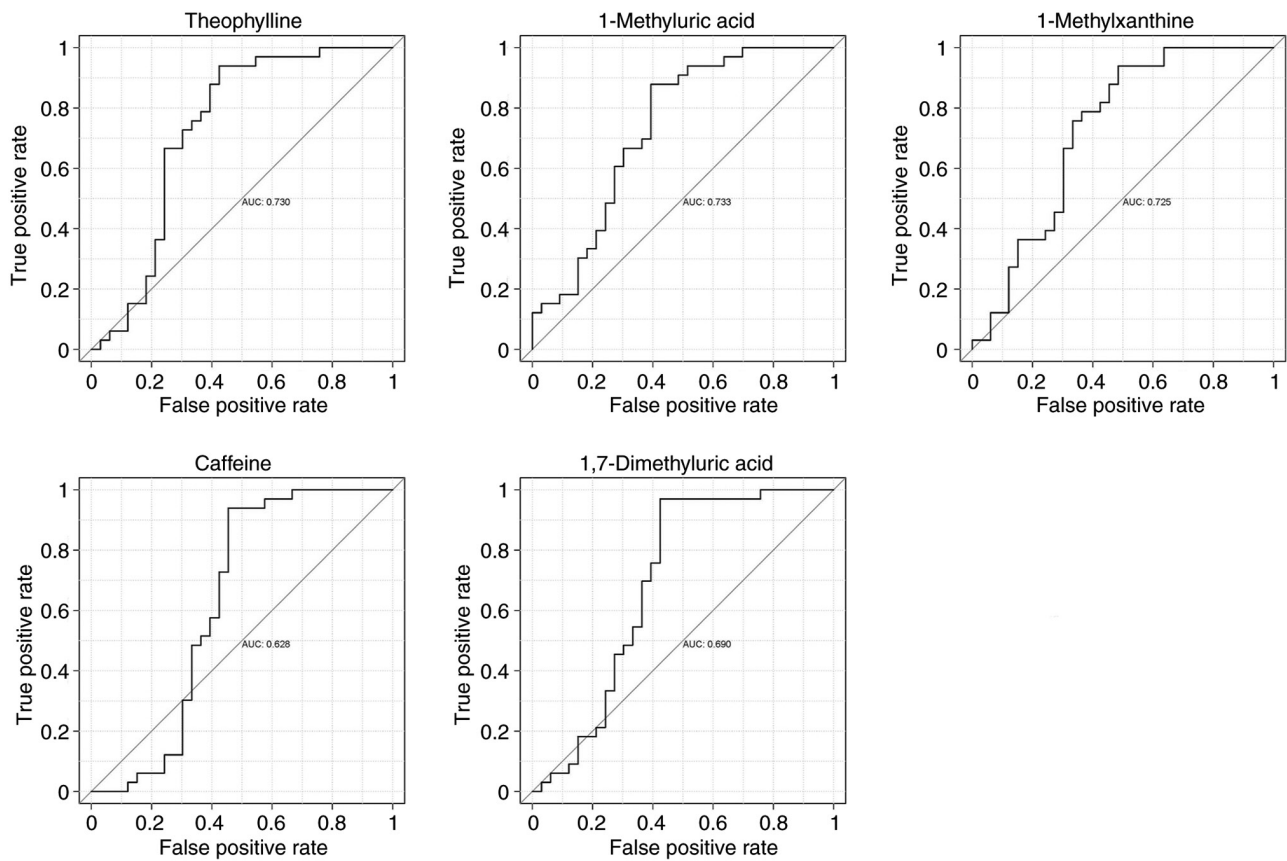 Theophylline
True positive rate
1
0.8
0.6
0.4
0.2
0
AUC: 0.730
0 0.2 0.4 0.6 0.8 1
False positive rate
1-Methyluric acid
True positive rate
1
0.8
0.6
0.4
0.2
0
AUC: 0.733
0 0.2 0.4 0.6 0.8 1
False positive rate
1-Methylxanthine
True positive rate
1
0.8
0.6
0.4
0.2
0
AUC: 0.725
0 0.2 0.4 0.6 0.8 1
False positive rate
Caffeine
True positive rate
1
0.8
0.6
0.4
0.2
0
AUC: 0.628
0 0.2 0.4 0.6 0.8 1
False positive rate
1,7-Dimethyluric acid
True positive rate
1
0.8
0.6
0.4
0.2
0
AUC: 0.690
0 0.2 0.4 0.6 0.8 1
False positive rate